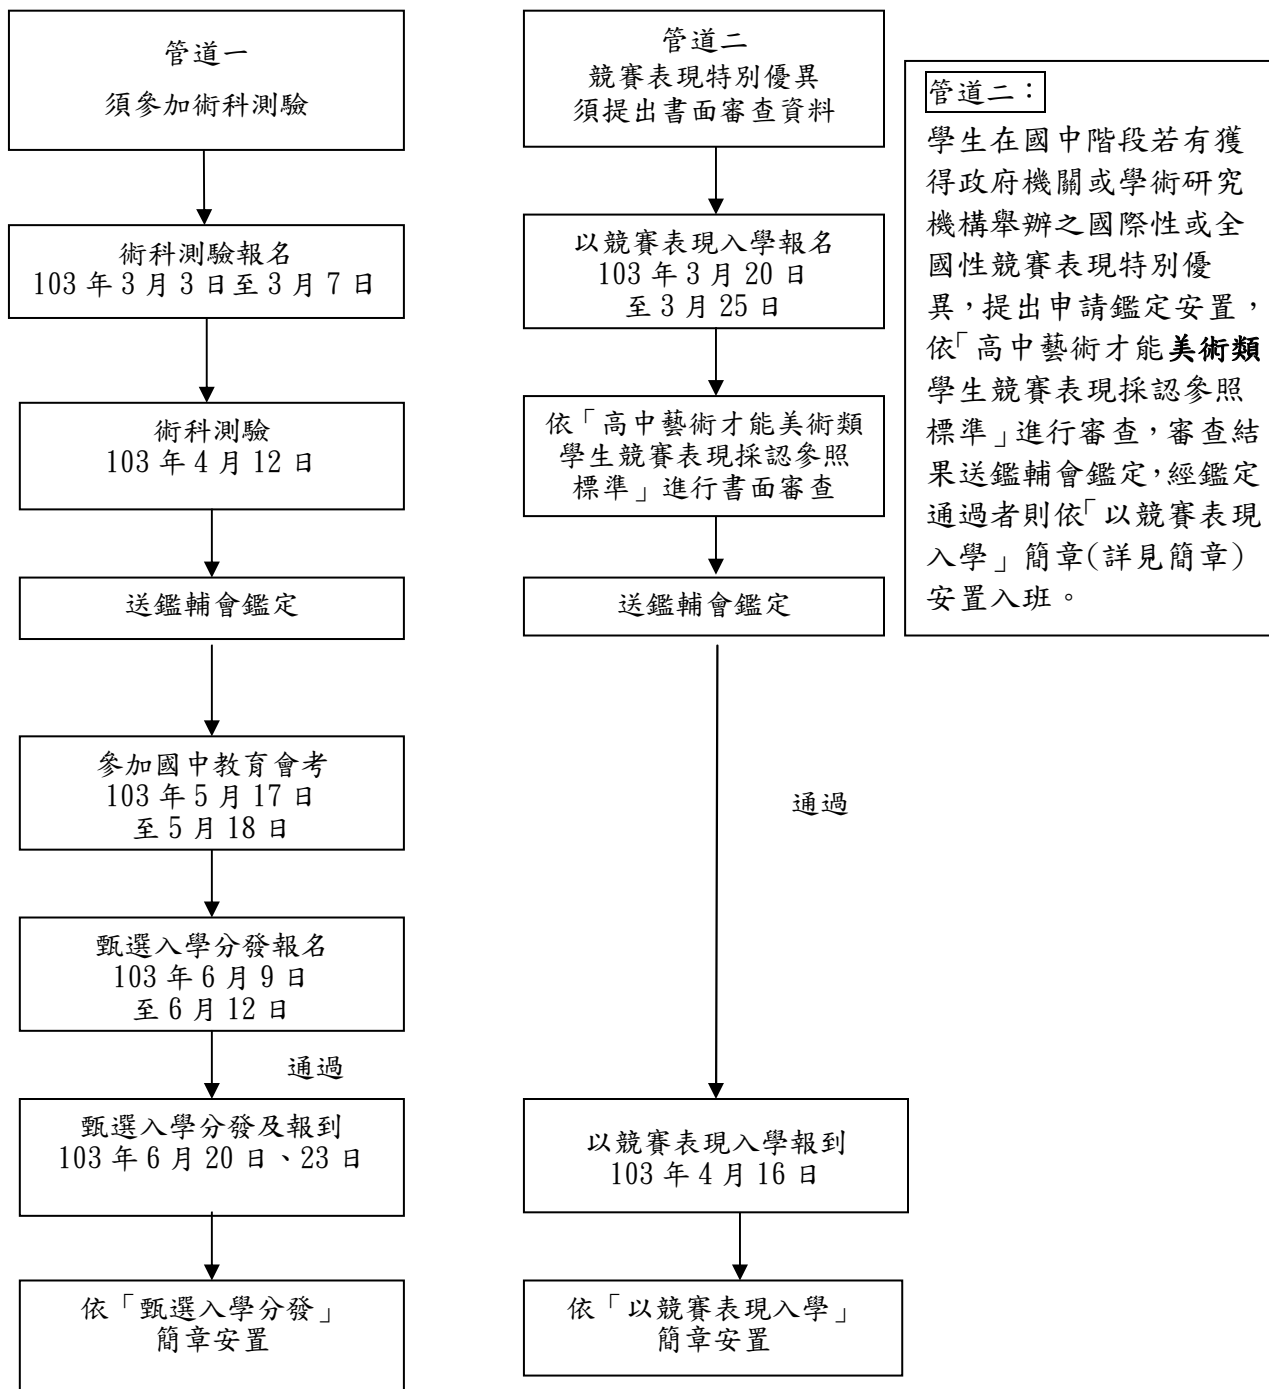 管道一
須參加術科測驗
術科測驗報名
103 年 3 月 3 日至 3 月 7 日
術科測驗
103 年 4 月 12 日
送鑑輔會鑑定
參加國中教育會考
103 年 5 月 17 日
至 5 月 18 日
甄選入學分發報名
103 年 6 月 9 日
至 6 月 12 日
通過
甄選入學分發及報到
103 年 6 月 20 日、23 日
依「甄選入學分發」
簡章安置
管道二
競賽表現特別優異
須提出書面審查資料
以競賽表現入學報名
103 年 3 月 20 日
至 3 月 25 日
依「高中藝術才能美術類
學生競賽表現採認參照
標準」進行書面審查
送鑑輔會鑑定
通過
以競賽表現入學報到
103 年 4 月 16 日
依「以競賽表現入學」
簡章安置
管道二：
學生在國中階段若有獲
得政府機關或學術研究
機構舉辦之國際性或全
國性競賽表現特別優
異，提出申請鑑定安置，
依「高中藝術才能美術類
學生競賽表現採認參照
標準」進行審查，審查結
果送鑑輔會鑑定，經鑑定
通過者則依「以競賽表現
入學」簡章(詳見簡章)
安置入班。